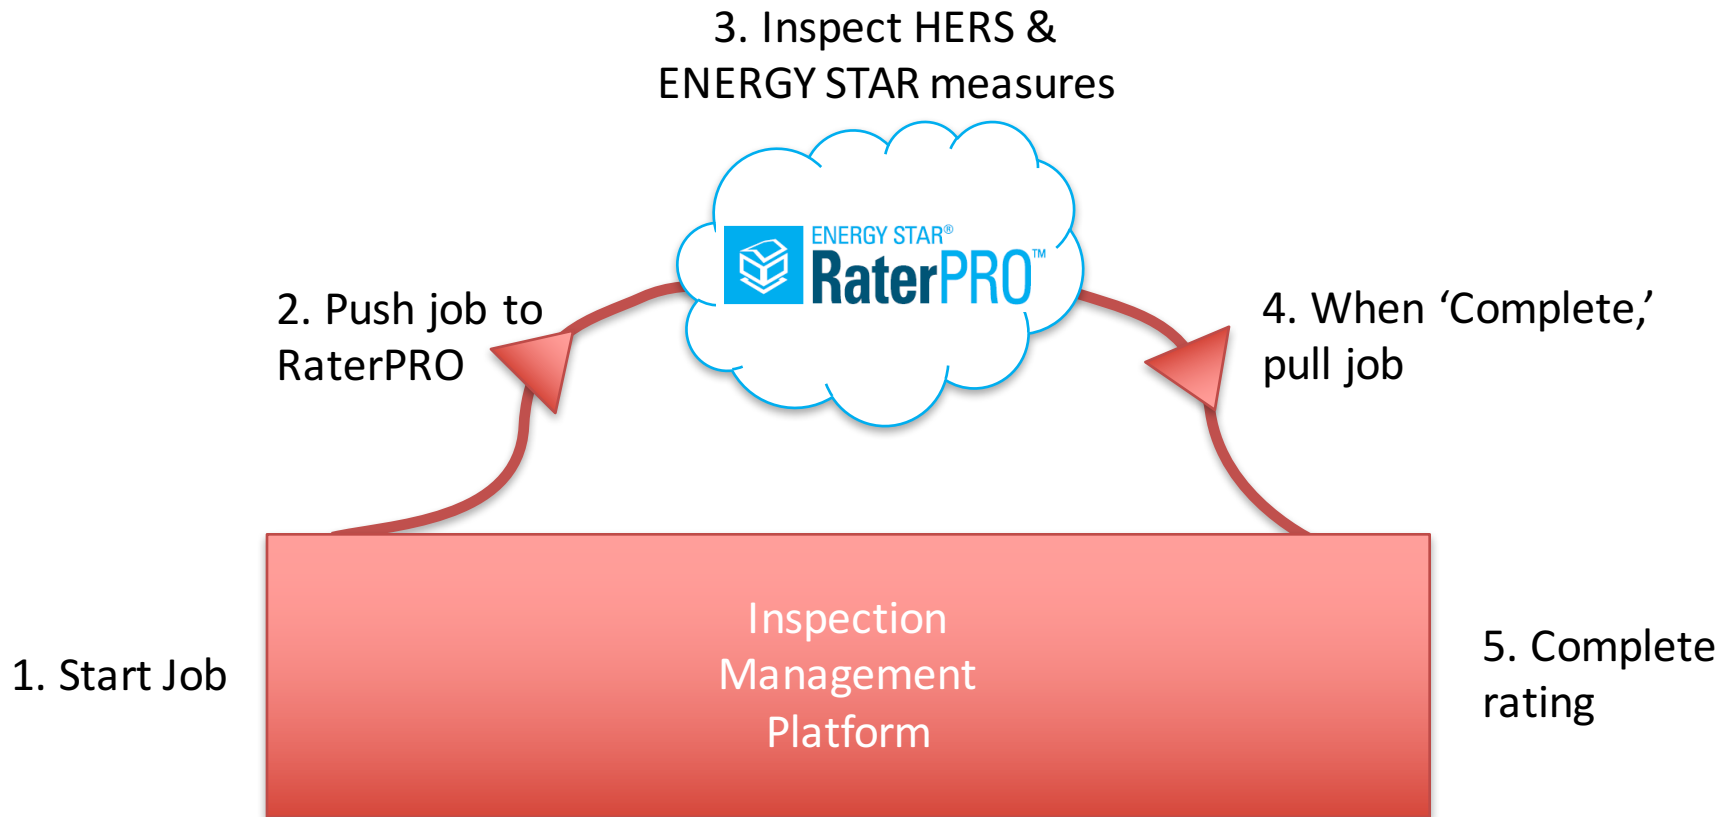 3. Inspect HERS &
ENERGY STAR measures
ENERGY STAR®
RaterPRO™
2. Push job to
RaterPRO
4. When ‘Complete,’
pull job
Inspection
Management
Platform
1. Start Job
5. Complete
rating